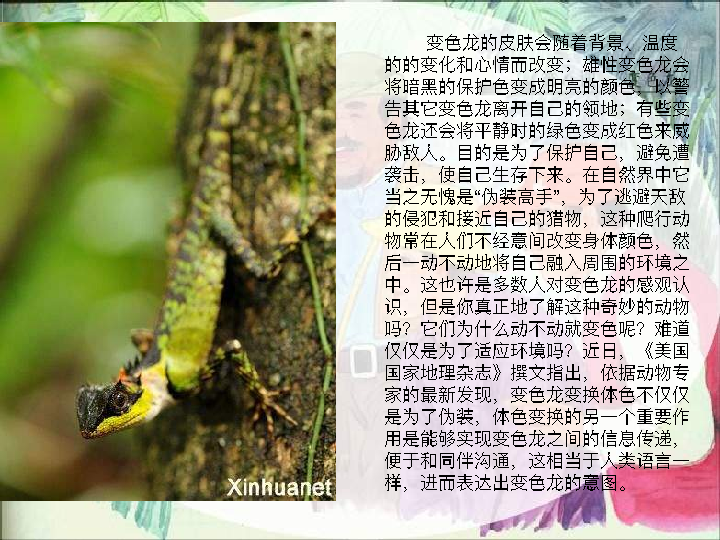 变色龙的皮肤会随着背景、温度
的的变化和心情而改变；雄性变色龙会
将暗黑的保护色变成明亮的颜色，以警
告其它变色龙离开自己的领地；有些变
色龙还会将平静时的绿色变成红色来威
胁敌人。目的是为了保护自己，避免遭
袭击，使自己生存下来。在自然界中它
当之无愧是“伪装高手”，为了逃避天敌
的侵犯和接近自己的猎物，这种爬行动
物常在人们不经意间改变身体颜色，然
后一动不动地将自己融入周围的环境之
中。这也许是多数人对变色龙的感观认
识，但是你真正地了解这种奇妙的动物
吗？它们为什么动不动就变色呢？难道
仅仅是为了适应环境吗？近日，《美国
国家地理杂志》撰文指出，依据动物专
家的最新发现，变色龙变换体色不仅仅
是为了伪装，体色变换的另一个重要作
用是能够实现变色龙之间的信息传递，
便于和同伴沟通，这相当于人类语言一
样，进而表达出变色龙的意图。
Xinhuanet